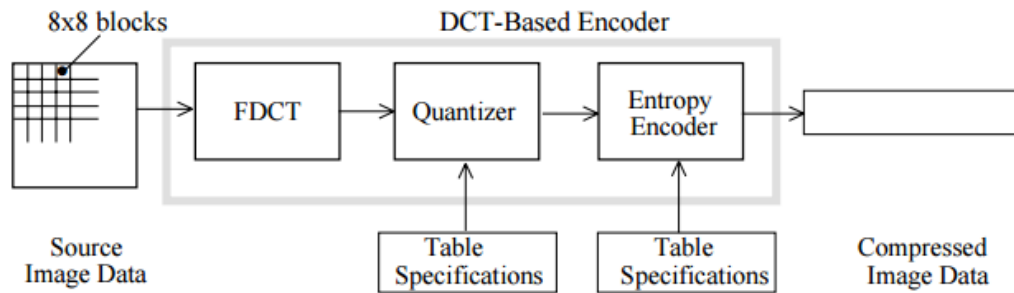 8x8 blocks
DCT-Based Encoder
FDCT
Quantizer
Entropy
Encoder
Source
Image Data
Table
Specifications
Table
Specifications
Compressed
Image Data